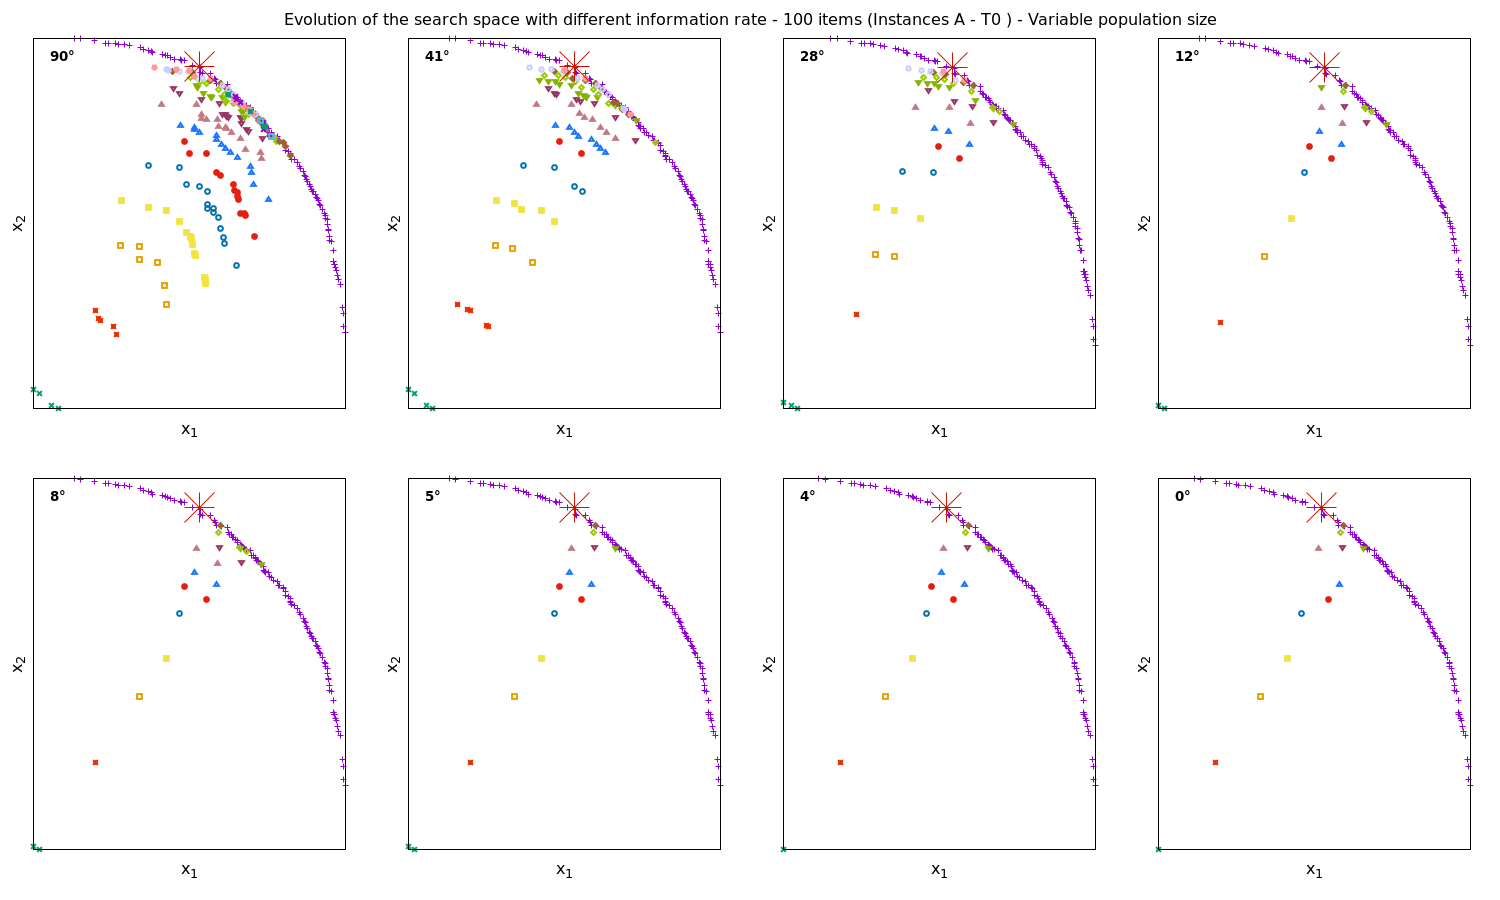 Evolution of the search space with different information rate - 100 items (Instances A - T0 ) - Variable population size
90°
41°
28°
12°
x2
x2
x2
x2
x1
x1
x1
x1
8°
5°
4°
0°
x2
x2
x2
x2
x1
x1
x1
x1